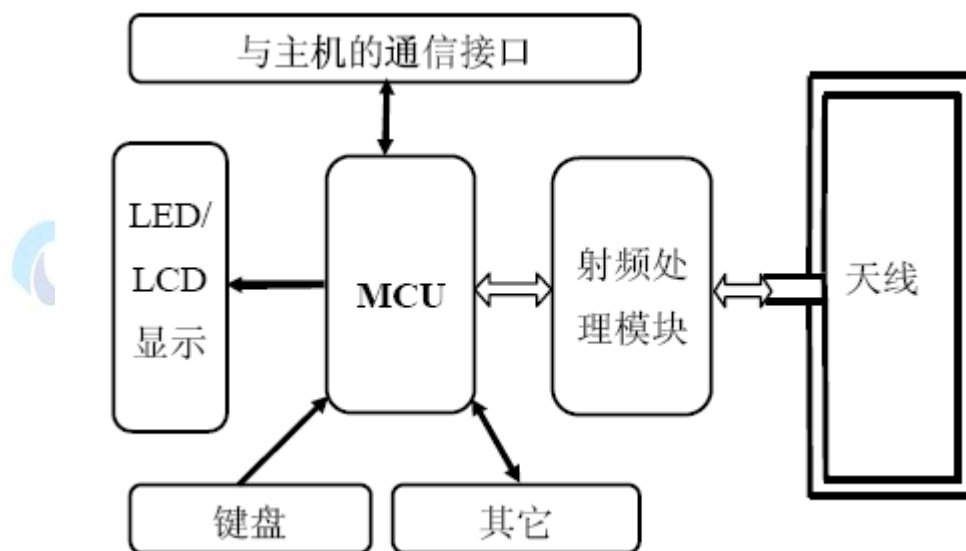 与主机的通信接口
LED/
LCD
显示
MCU
射频处
理模块
天线
键盘
其它